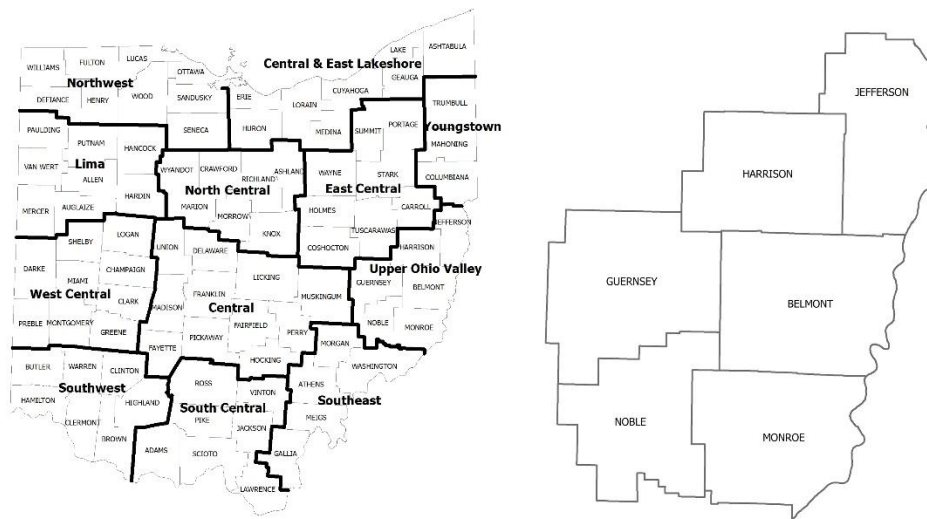 LAKE
ASHTABULA
LUCAS
FULTON
WILLIAMS
OTTAWA
Central & East Lakeshore
GEAUGA
Northwest
CUYAHOGA
WOOD
SANDUSKY
ERIE
LORAIN
DEFIANCE
HENRY
TRUMBULL
PORTAGE
SUMMIT
HURON
MEDINA
SENECA
Youngstown
PAULDING
PUTNAM
HANCOCK
MAHONING
VAN WERT
Lima
ALLEN
WYANDOT
CRAWFORD
RICHLAND
ASHLAND
WAYNE
STARK
COLUMBIANA
North Central
East Central
HARDIN
MERCER
AUGLAIZE
MARION
MORROW
HOLMES
CARROLL
KNOX
JEFFERSON
LOGAN
SHELBY
UNION
DELAWARE
COSHOCTON
TUSCARAWAS
HARRISON
DARKE
CHAMPAIGN
LICKING
Upper Ohio Valley
MIAMI
GUERNSEY
BELMONT
West Central
CLARK
MADISON
FRANKLIN
MUSKINGUM
Central
PREBLE
MONTGOMERY
GREENE
FAIRFIELD
PERRY
NOBLE
MONROE
PICKAWAY
FAYETTE
MORGAN
HOCKING
WASHINGTON
BUTLER
WARREN
CLINTON
ROSS
VINTON
ATHENS
Southwest
HAMILTON
HIGHLAND
South Central
Southeast
CLERMONT
PIKE
MEIGS
JACKSON
BROWN
ADAMS
SCIOTO
GALLIA
LAWRENCE
JEFFERSON
HARRISON
GUERNSEY
BELMONT
NOBLE
MONROE